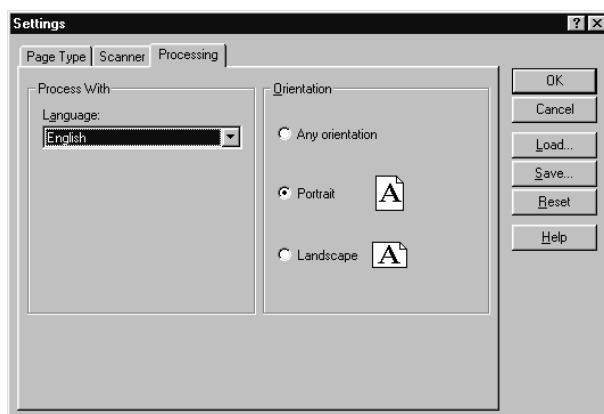 Settings
Page Type Scanner Processing
Process With
Language:
English
Orientation
Any orientation
Portrait A
Landscape A
OK
Cancel
Load...
Save...
Reset
Help